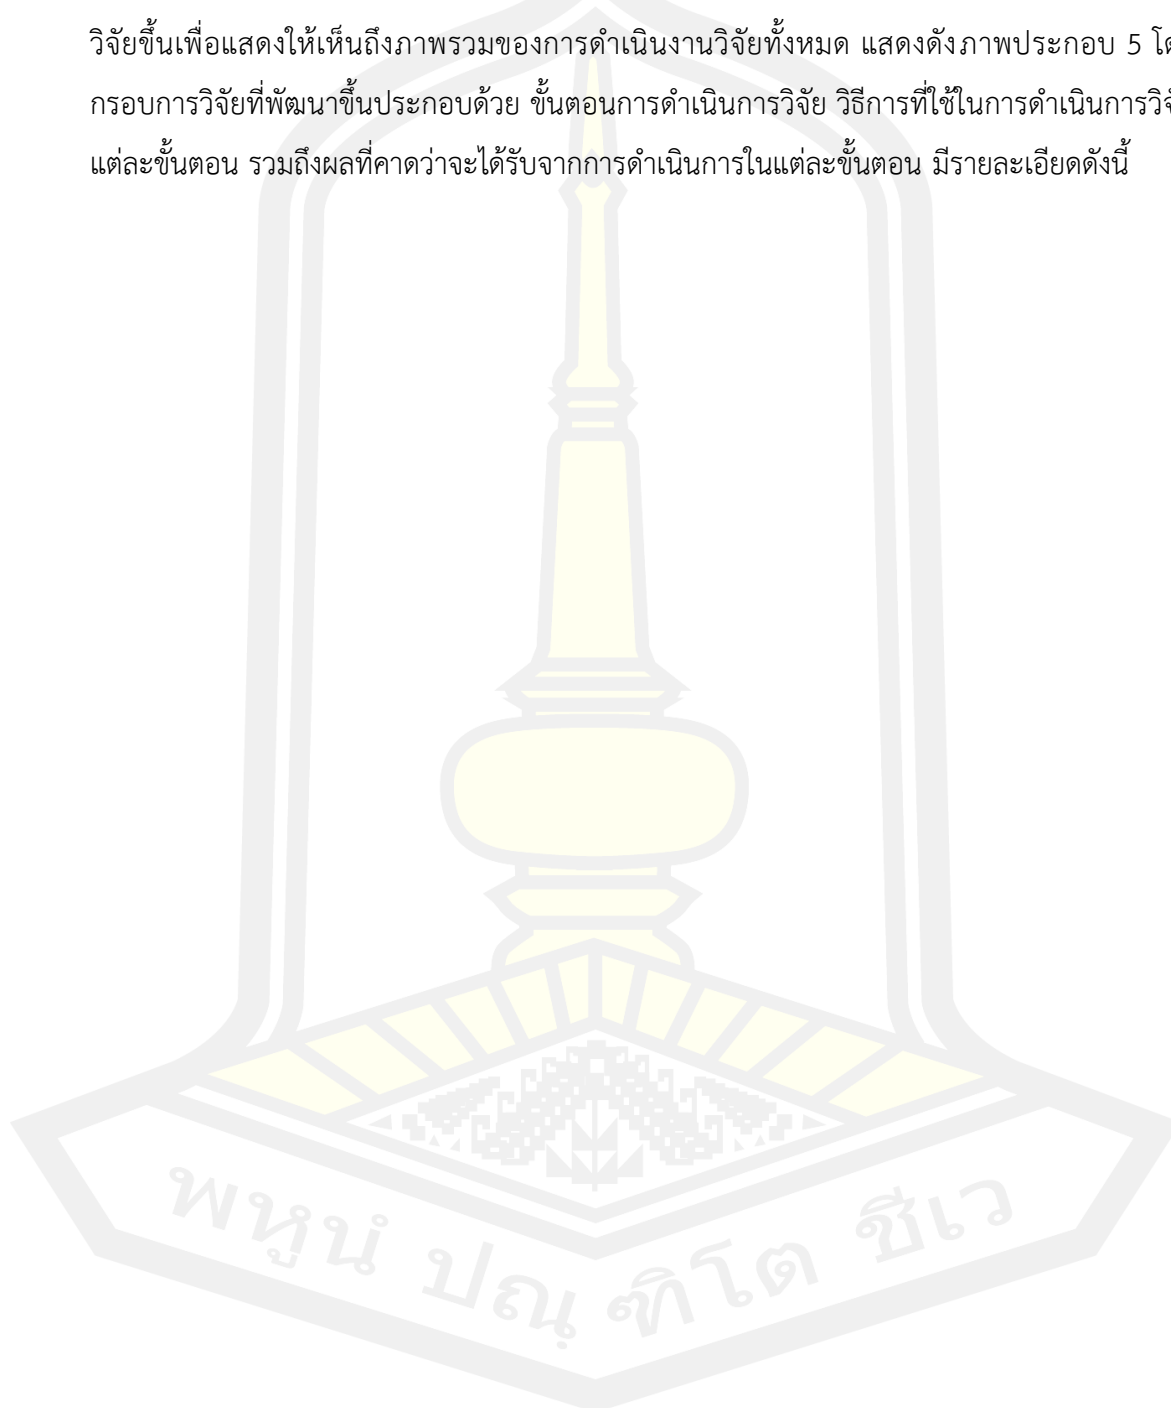 วิจัยขึ้นเพื่อแสดงให้เห็นถึงภาพรวมของการดำเนินงานวิจัยทั้งหมด แสดงดังภาพประกอบ 5 โด
กรอบการวิจัยที่พัฒนาขึ้นประกอบด้วย ขั้นตอนการดำเนินการวิจัย วิธีการที่ใช้ในการดำเนินการวิจั
แต่ละขั้นตอน รวมถึงผลที่คาดว่าจะได้รับจากการดำเนินการในแต่ละขั้นตอน มีรายละเอียดดังนี้
พหูนํ ปณฺฑิโต ชีเว